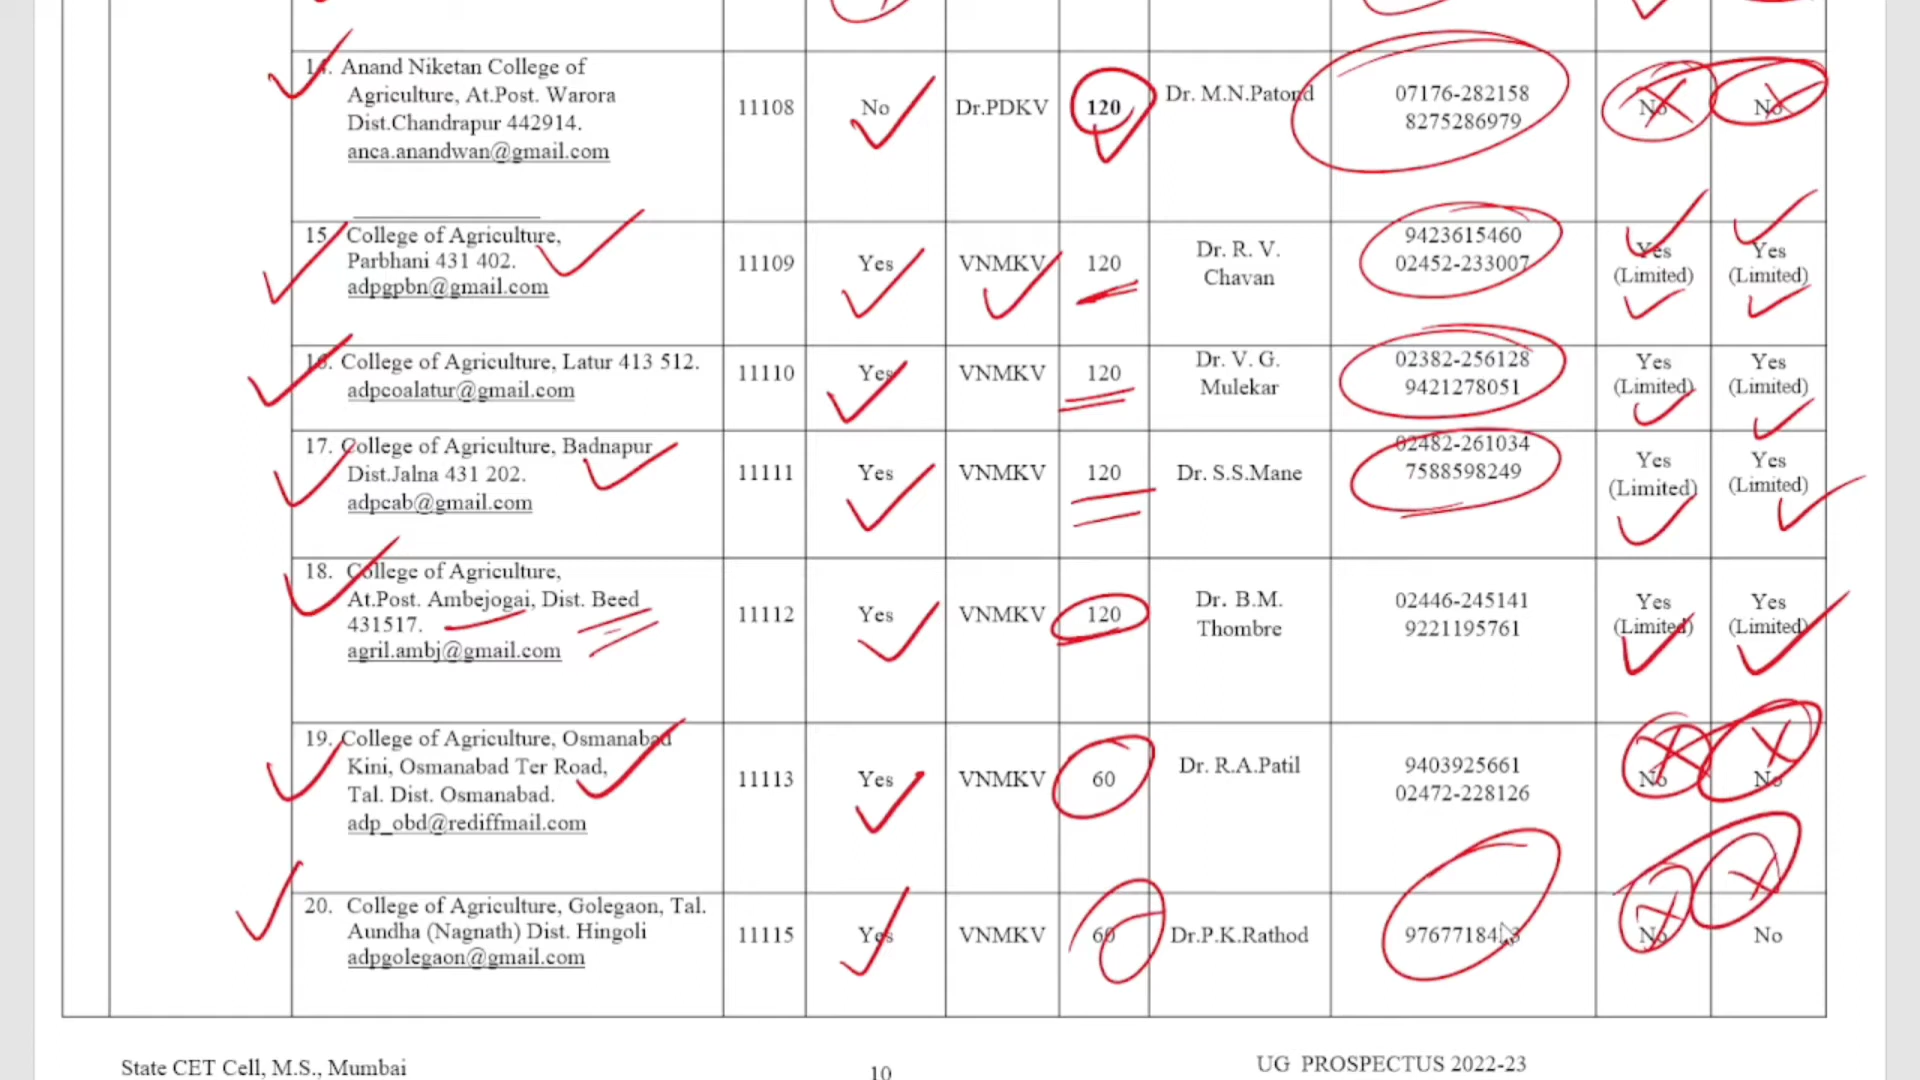 14. Anand Niketan College of
Agriculture, At.Post. Warora
Dist.Chandrapur 442914.
anca.anandwan@gmail.com
11108
No
Dr.PDKV
120
Dr. M.N.Patond
07176-282158
8275286979
No
No
15. College of Agriculture,
Parbhani 431 402.
adpgpbn@gmail.com
11109
Yes
VNMKV
120
Dr. R. V.
Chavan
9423615460
02452-233007
Yes
(Limited)
Yes
(Limited)
16. College of Agriculture, Latur 413 512.
adpcoalatur@gmail.com
11110
Yes
VNMKV
120
Dr. V. G.
Mulekar
02382-256128
9421278051
Yes
(Limited)
Yes
(Limited)
17. College of Agriculture, Badnapur
Dist.Jalna 431 202.
adpcab@gmail.com
11111
Yes
VNMKV
120
Dr. S.S.Mane
02482-261034
7588598249
Yes
(Limited)
Yes
(Limited)
18. College of Agriculture,
At.Post. Ambejogai, Dist. Beed
431517.
agril.ambj@gmail.com
11112
Yes
VNMKV
120
Dr. B.M.
Thombre
02446-245141
9221195761
Yes
(Limited)
Yes
(Limited)
19. College of Agriculture, Osmanabad
Kini, Osmanabad Ter Road,
Tal. Dist. Osmanabad.
adp_obd@rediffmail.com
11113
Yes
VNMKV
60
Dr. R.A.Patil
9403925661
02472-228126
No
No
20. College of Agriculture, Golegaon, Tal.
Aundha (Nagnath) Dist. Hingoli
adpgolegaon@gmail.com
11115
Yes
VNMKV
60
Dr.P.K.Rathod
No
No
State CET Cell, M.S., Mumbai
10
UG PROSPECTUS 2022-23